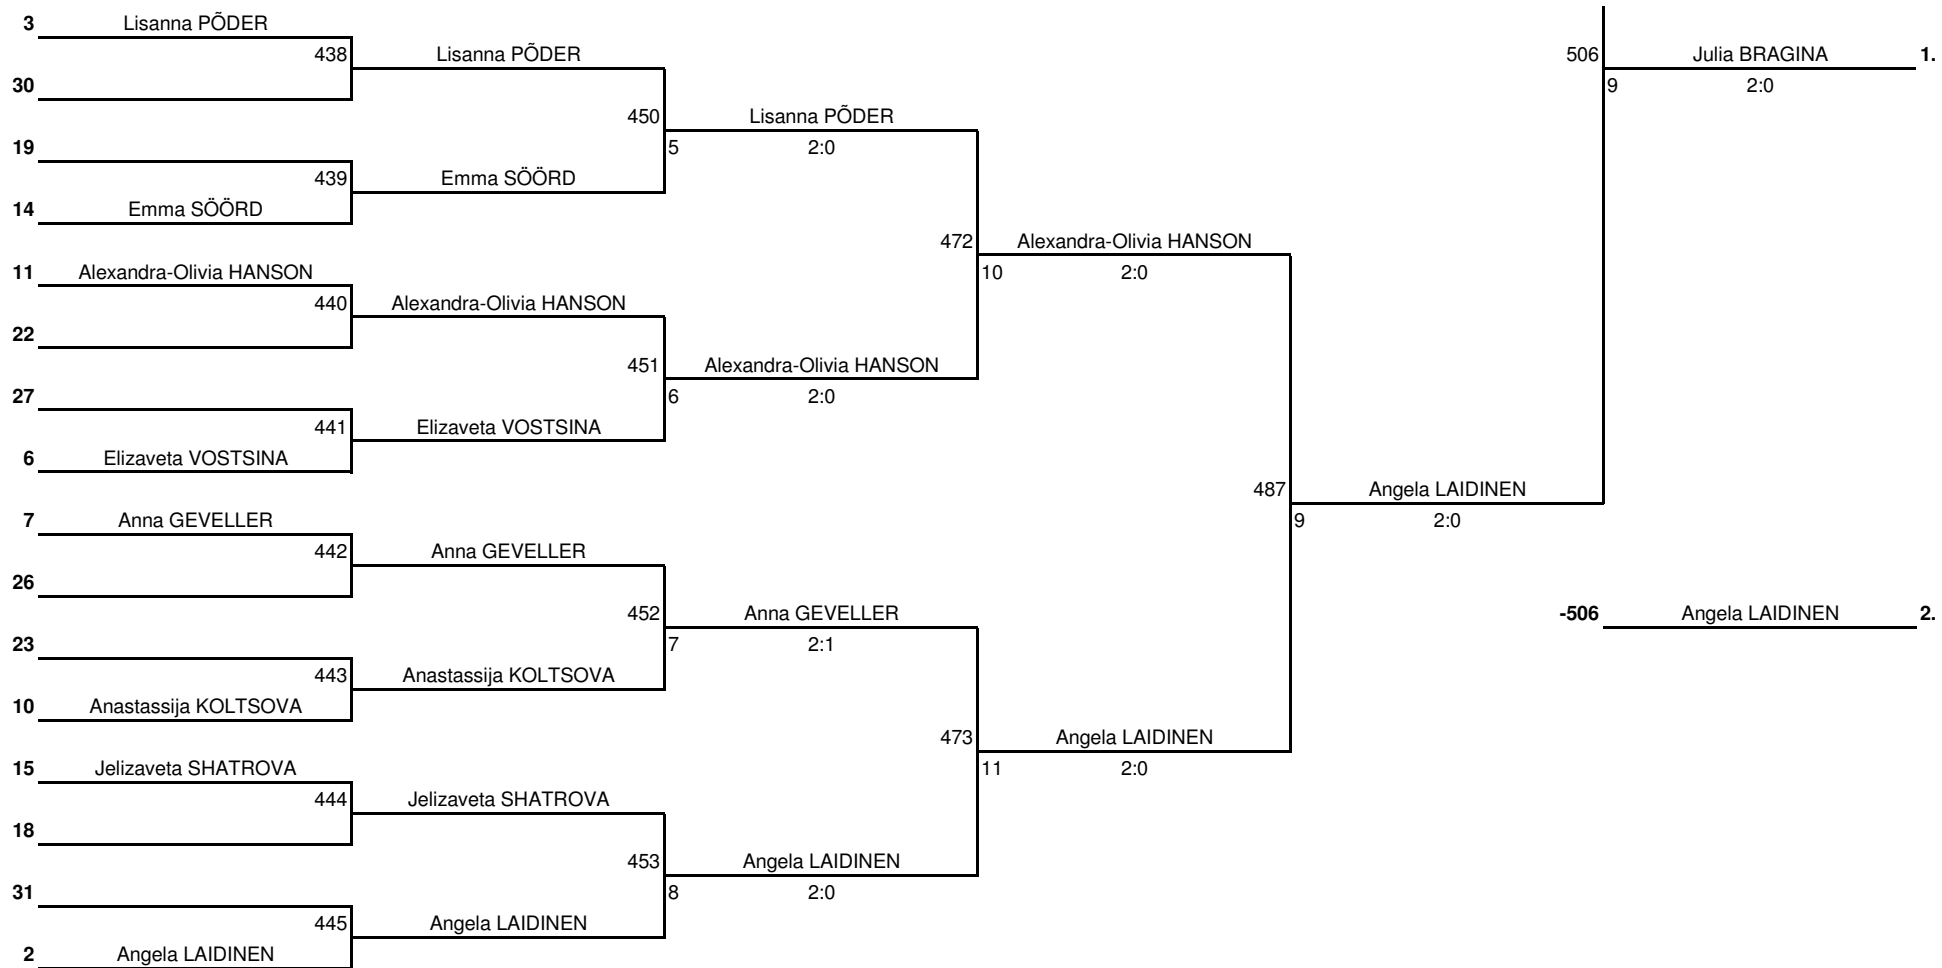 3 Lisanna PÕDER
438 Lisanna PÕDER 506 Julia BRAGINA 1.
30 9 2:0
450 Lisanna PÕDER
19 5 2:0
439 Emma SÖÖRD
14 Emma SÖÖRD
472 Alexandra-Olivia HANSON
11 Alexandra-Olivia HANSON 10 2:0
440 Alexandra-Olivia HANSON
22
451 Alexandra-Olivia HANSON
27 6 2:0
441 Elizaveta VOSTSINA
6 Elizaveta VOSTSINA
487 Angela LAIDINEN
7 Anna GEVELLER 9 2:0
442 Anna GEVELLER
26
452 Anna GEVELLER -506 Angela LAIDINEN 2.
23 7 2:1
443 Anastassija KOLTSOVA
10 Anastassija KOLTSOVA
473 Angela LAIDINEN
15 Jelizaveta SHATROVA 11 2:0
444 Jelizaveta SHATROVA
18
453 Angela LAIDINEN
31 8 2:0
445 Angela LAIDINEN
2 Angela LAIDINEN